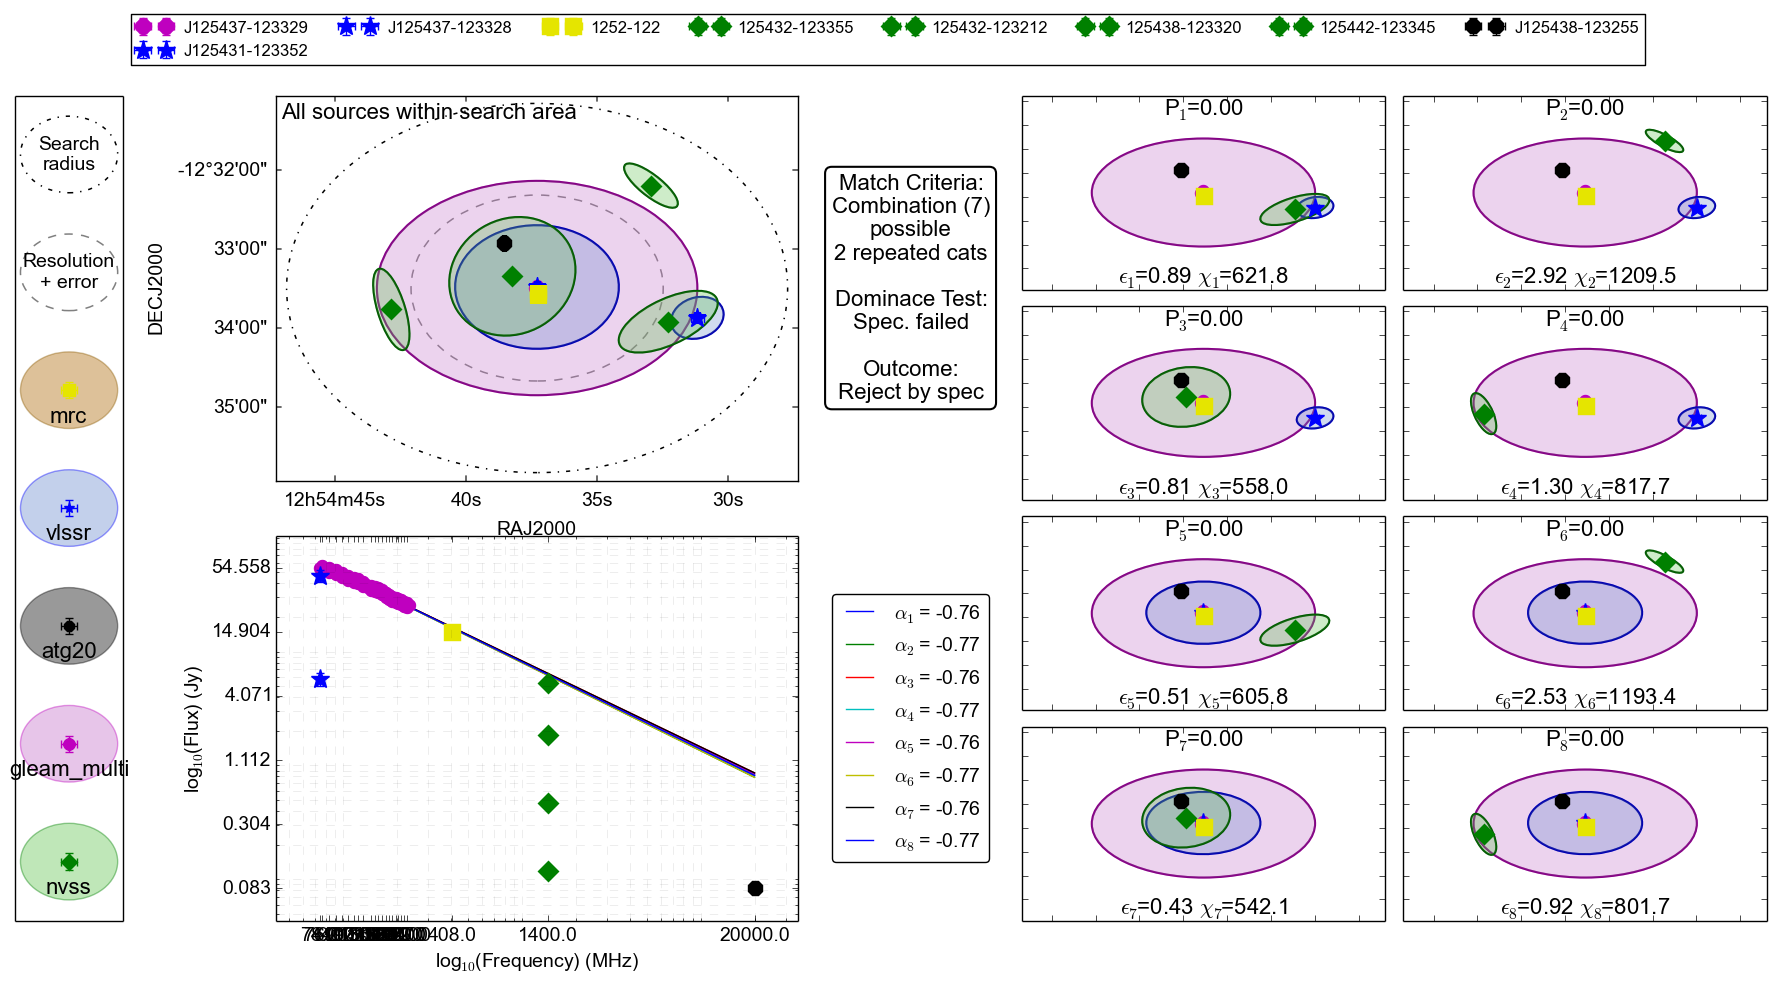 J125437-123329 J125437-123328 1252-122 125432-123355 125432-123212 125438-123320 125442-123345 J125438-123255
J125431-123352
Search
radius
Resolution
+ error
mrc
vlssr
atg20
gleam_multi
nvss
All sources within search area
-12°32'00"
33'00"
34'00"
35'00"
DECJ2000
12h54m45s 40s 35s 30s
RAJ2000
Match Criteria:
Combination (7)
possible
2 repeated cats
Dominace Test:
Spec. failed
Outcome:
Reject by spec
P1=0.00
ϵ1=0.89 χ1=621.8
P2=0.00
ϵ2=2.92 χ2=1209.5
P3=0.00
ϵ3=0.81 χ3=558.0
P4=0.00
ϵ4=1.30 χ4=817.7
P5=0.00
ϵ5=0.51 χ5=605.8
P6=0.00
ϵ6=2.53 χ6=1193.4
P7=0.00
ϵ7=0.43 χ7=542.1
P8=0.00
ϵ8=0.92 χ8=801.7
54.558
14.904
4.071
1.112
0.304
0.083
log10(Flux) (Jy)
408.0 1400.0 20000.0
log10(Frequency) (MHz)
α1 = -0.76
α2 = -0.77
α3 = -0.76
α4 = -0.77
α5 = -0.76
α6 = -0.77
α7 = -0.76
α8 = -0.77